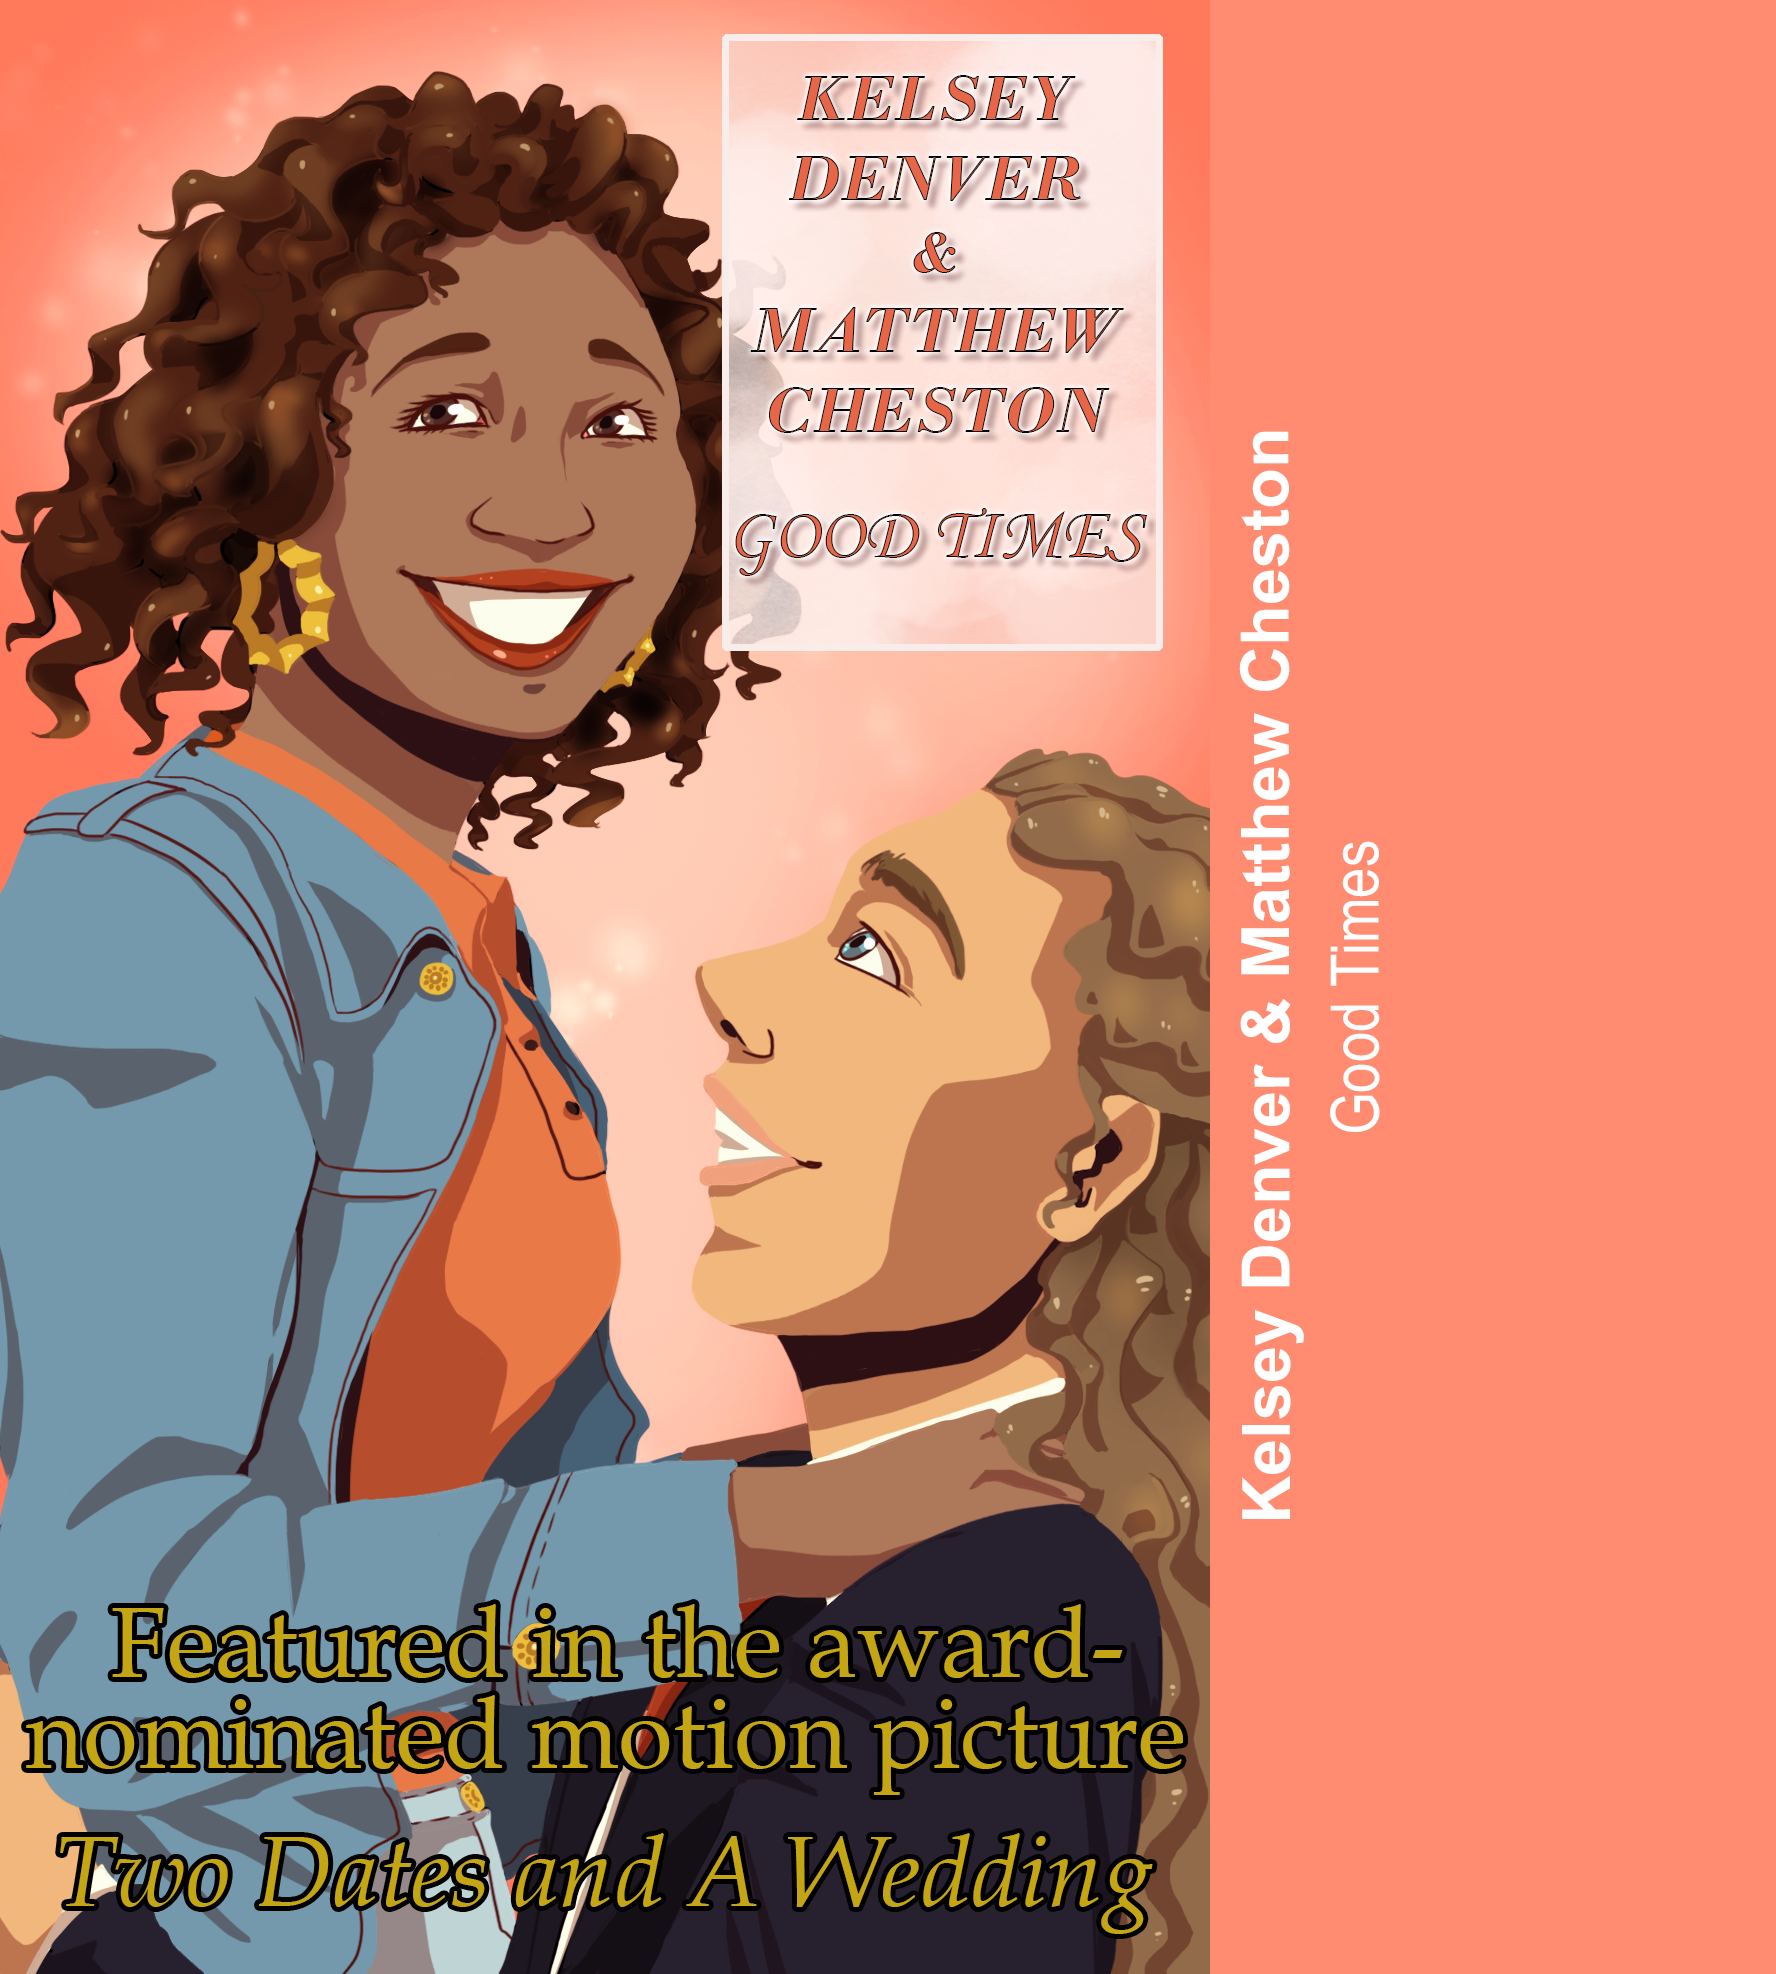 KELSEY
DENVER
&
MATTHEW
CHESTON
GOOD TIMES
Featured in the award-
nominated motion picture
Two Dates and A Wedding
Kelsey Denver & Matthew Cheston
Good Times